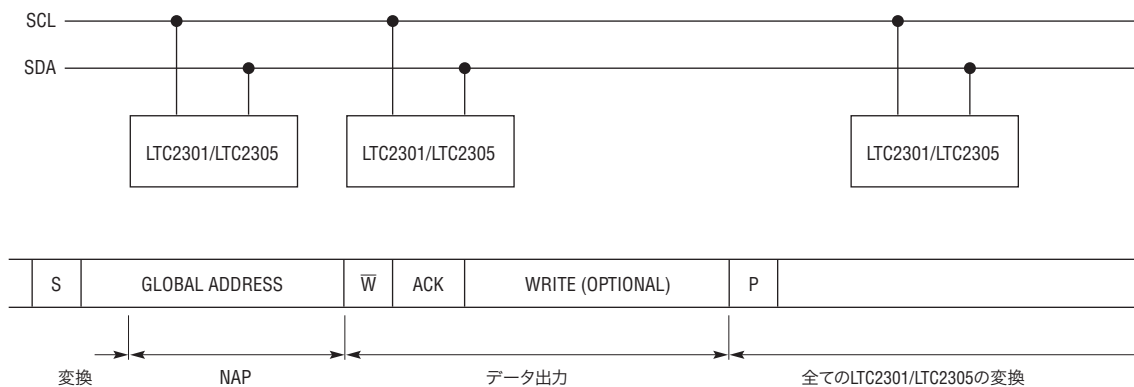 SCL
SDA
LTC2301/LTC2305 LTC2301/LTC2305 LTC2301/LTC2305
S GLOBAL ADDRESS W̅ ACK WRITE (OPTIONAL) P
変換 NAP データ出力 全てのLTC2301/LTC2305の変換